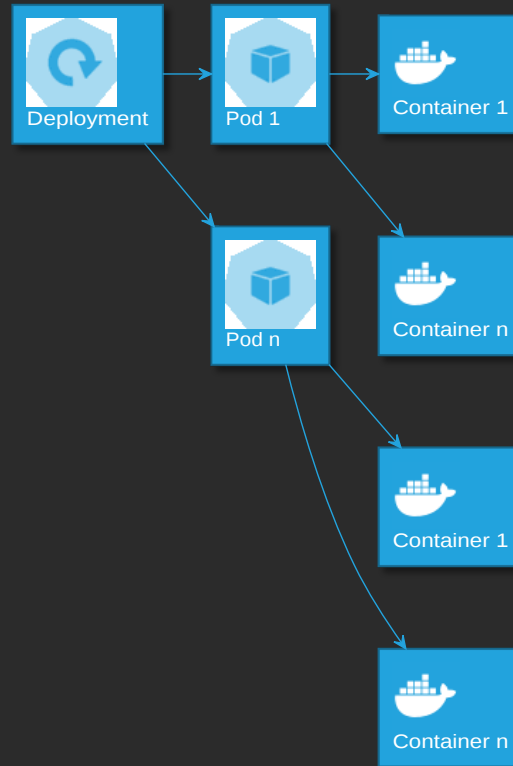 Deployment
Pod 1
Container 1
Container n
Pod n
Container 1
Container n